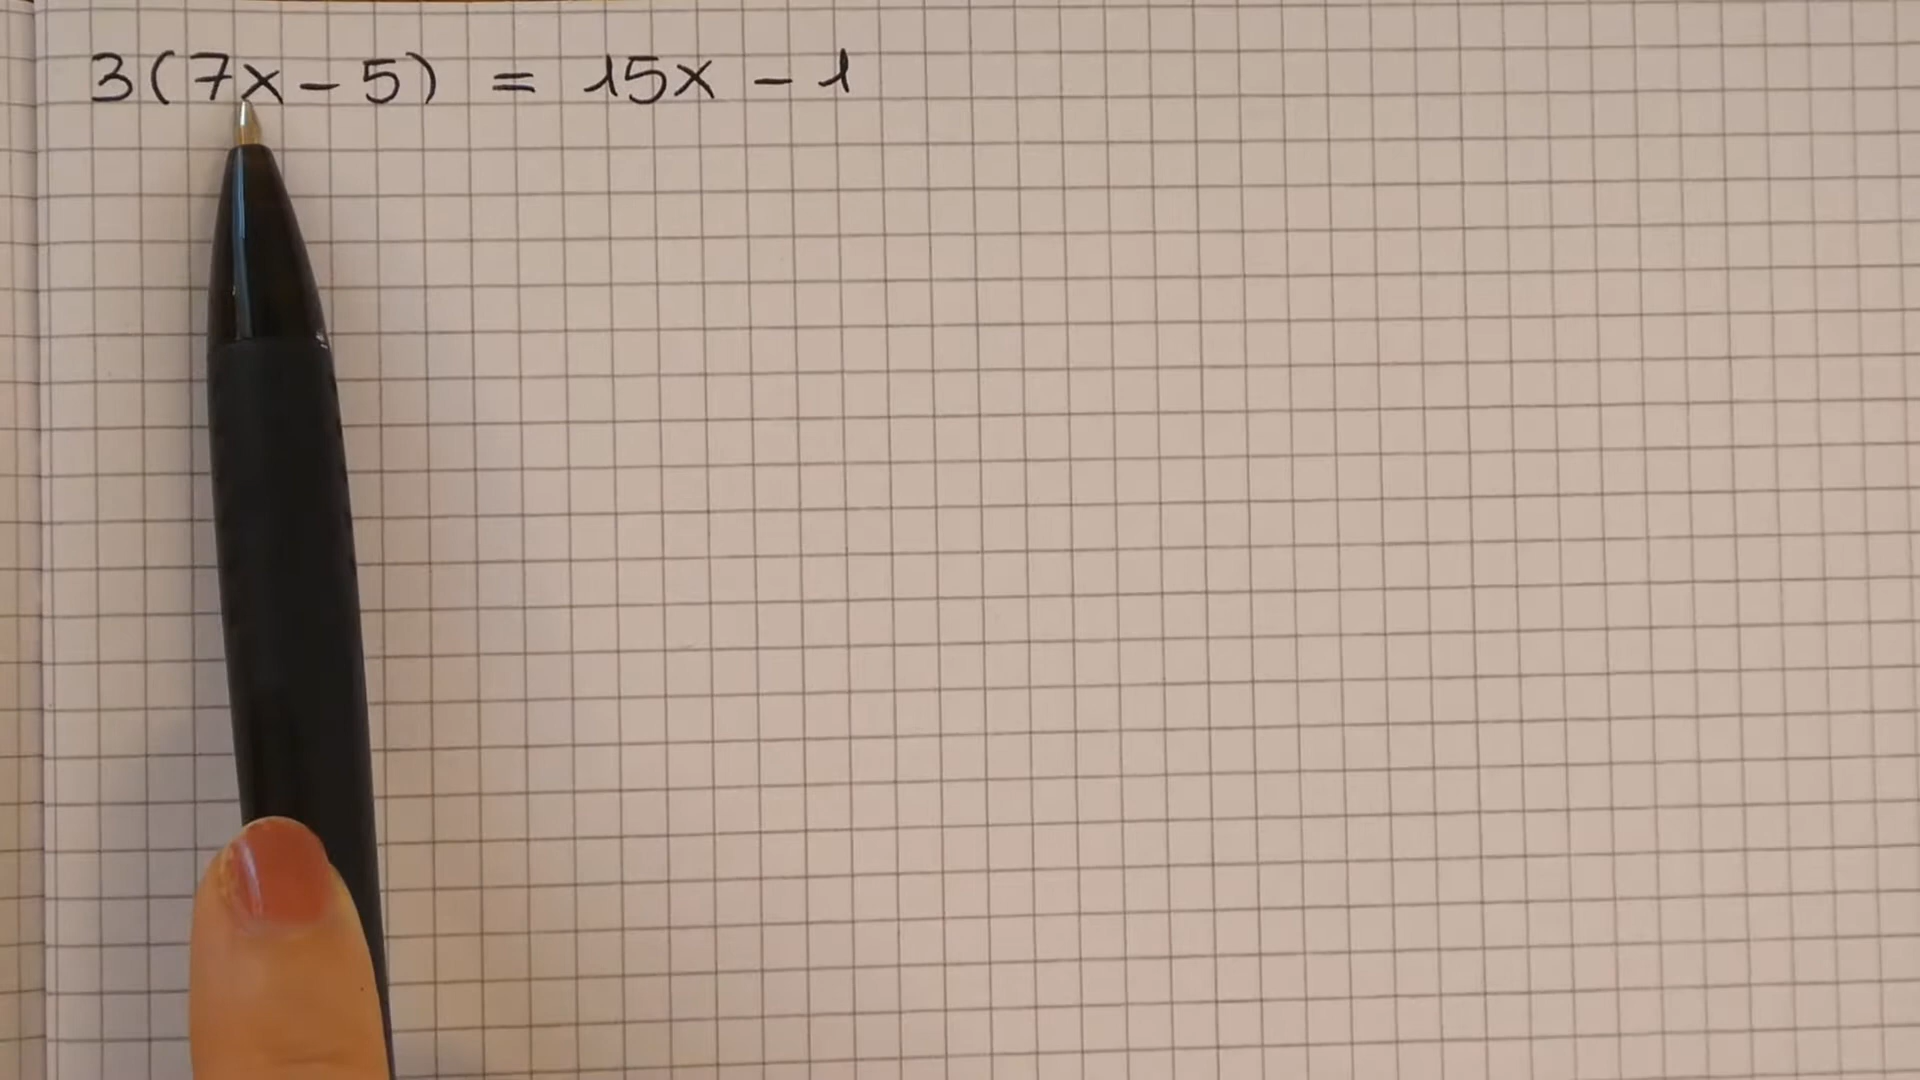 3(7x - 5) = 15x - 1